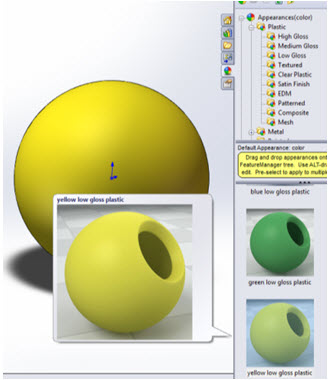 Appearances(color)
Plastic
High Gloss
Medium Gloss
Low Gloss
Textured
Clear Plastic
Satin Finish
EDM
Patterned
Composite
Mesh
Metal
Default Appearance: color
Drag and drop appearances ont
FeatureManager tree. Use ALT-dra
edit. Pre-select to apply to multipl
blue low gloss plastic
yellow low gloss plastic
green low gloss plastic
yellow low gloss plastic